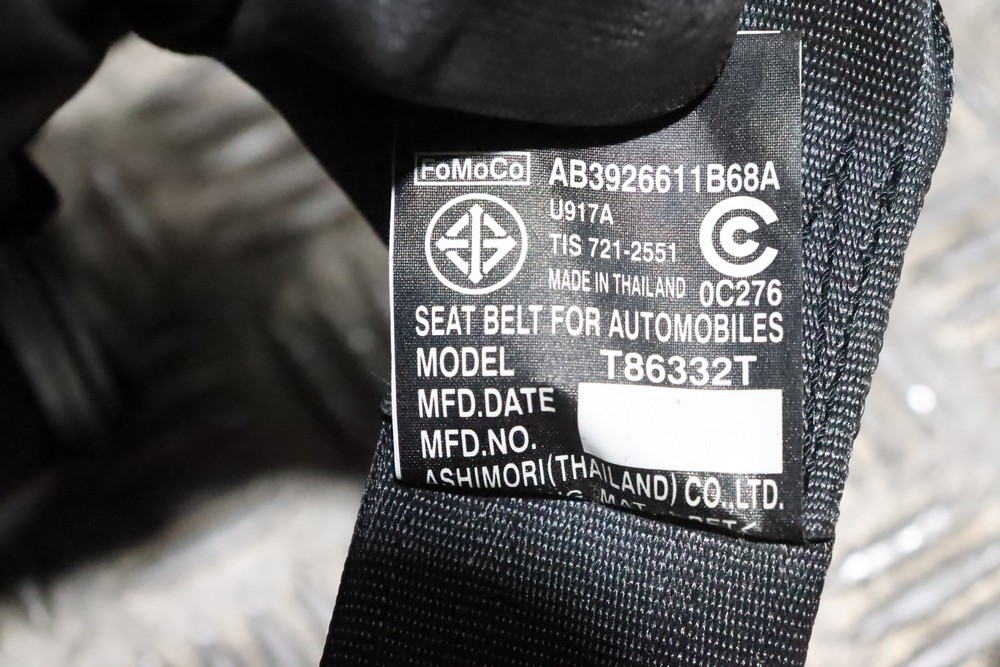 FoMoCo AB3926611B68A
U917A
TIS 721-2551
MADE IN THAILAND 0C276
SEAT BELT FOR AUTOMOBILES
MODEL T86332T
MFD.DATE
MFD.NO.
ASHIMORI(THAILAND) CO.,LTD.